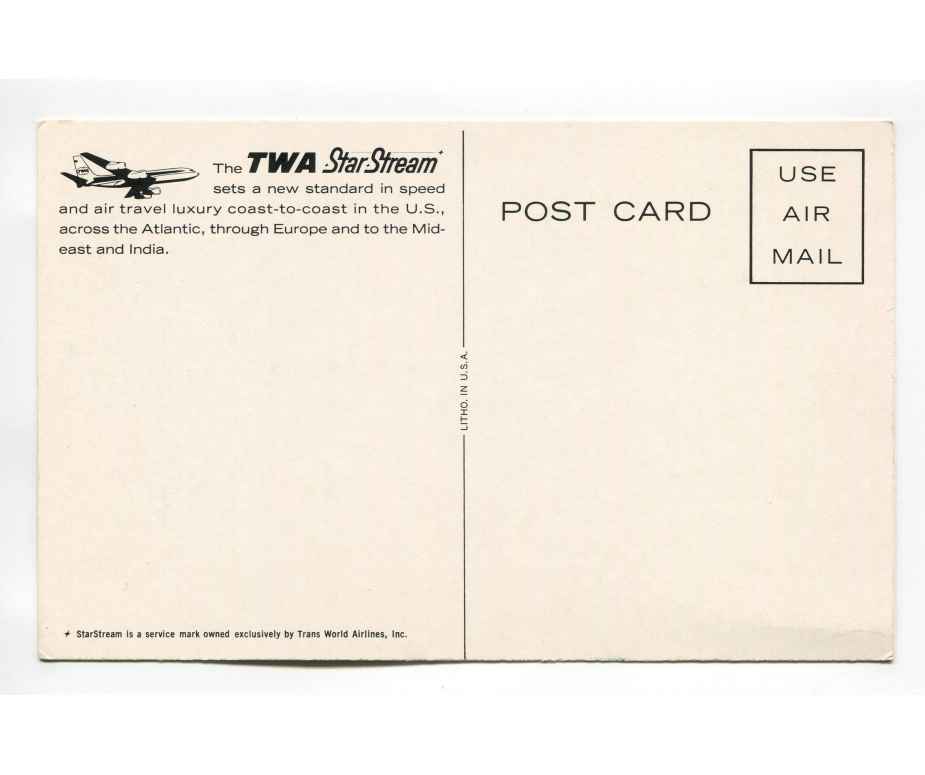 The TWA StarStream✦
sets a new standard in speed
and air travel luxury coast-to-coast in the U.S.,
across the Atlantic, through Europe and to the Mid-
east and India.
✦ StarStream is a service mark owned exclusively by Trans World Airlines, Inc.
LITHO. IN U.S.A.
POST CARD
USE
AIR
MAIL